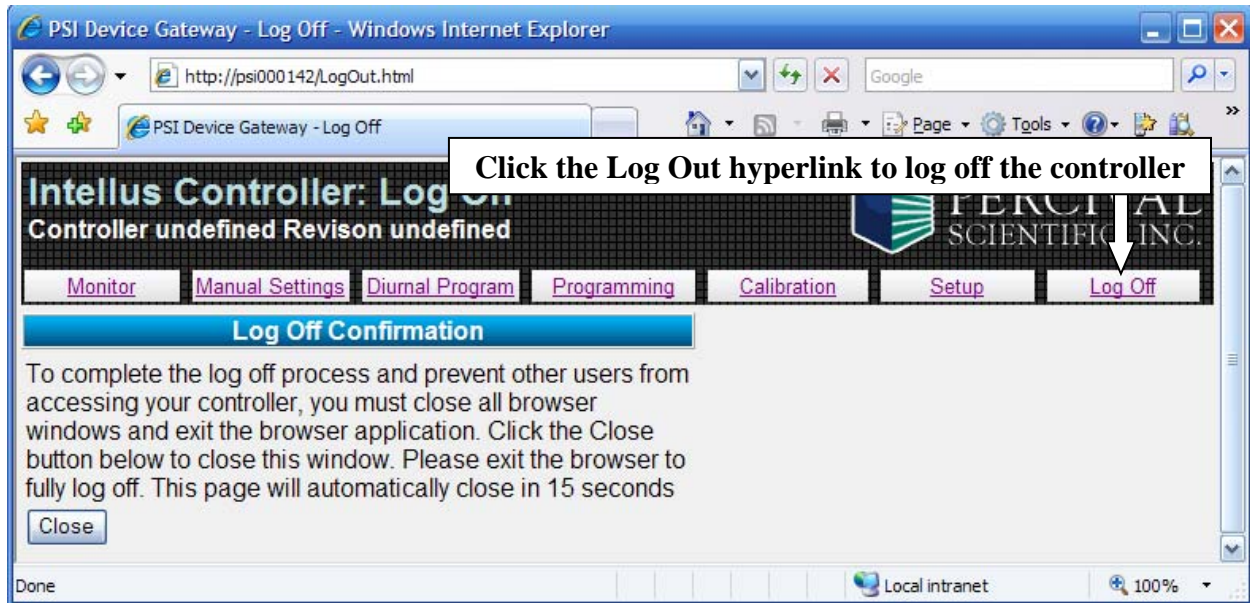 PSI Device Gateway - Log Off - Windows Internet Explorer
http://psi000142/LogOut.html
Google
PSI Device Gateway - Log Off
Page
Tools
»
Click the Log Out hyperlink to log off the controller
Intellus Controller: Log Off
Controller undefined Revison undefined
PERCIVAL
SCIENTIFIC, INC.
Monitor Manual Settings Diurnal Program Programming Calibration Setup Log Off
Log Off Confirmation
To complete the log off process and prevent other users from
accessing your controller, you must close all browser
windows and exit the browser application. Click the Close
button below to close this window. Please exit the browser to
fully log off. This page will automatically close in 15 seconds
Close
Done
Local intranet
100%